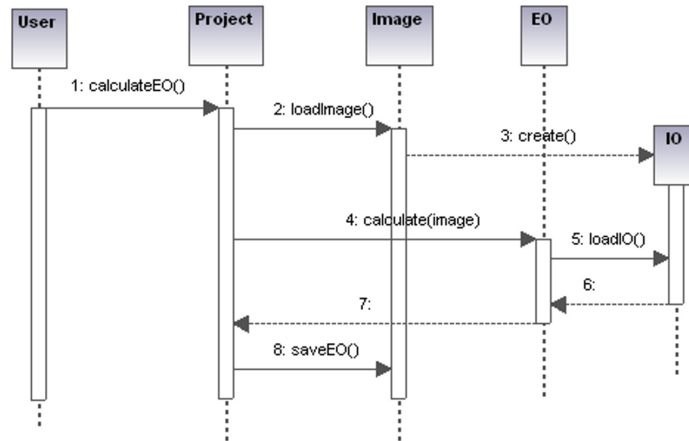 User
Project
Image
EO
1: calculateEO()
2: loadImage()
3: create()
IO
4: calculate(image)
5: loadIO()
6:
7:
8: saveEO()